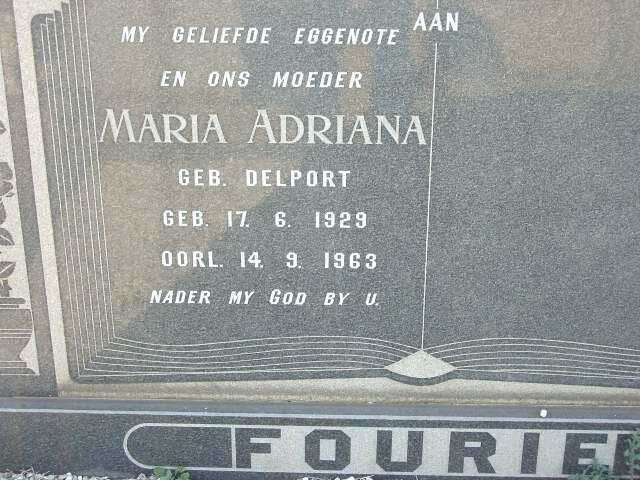 AAN
MY GELIEFDE EGGENOTE
EN ONS MOEDER
MARIA ADRIANA
GEB. DELPORT
GEB. 17. 6. 1929
OORL. 14. 9. 1963
NADER MY GOD BY U.
FOURIE